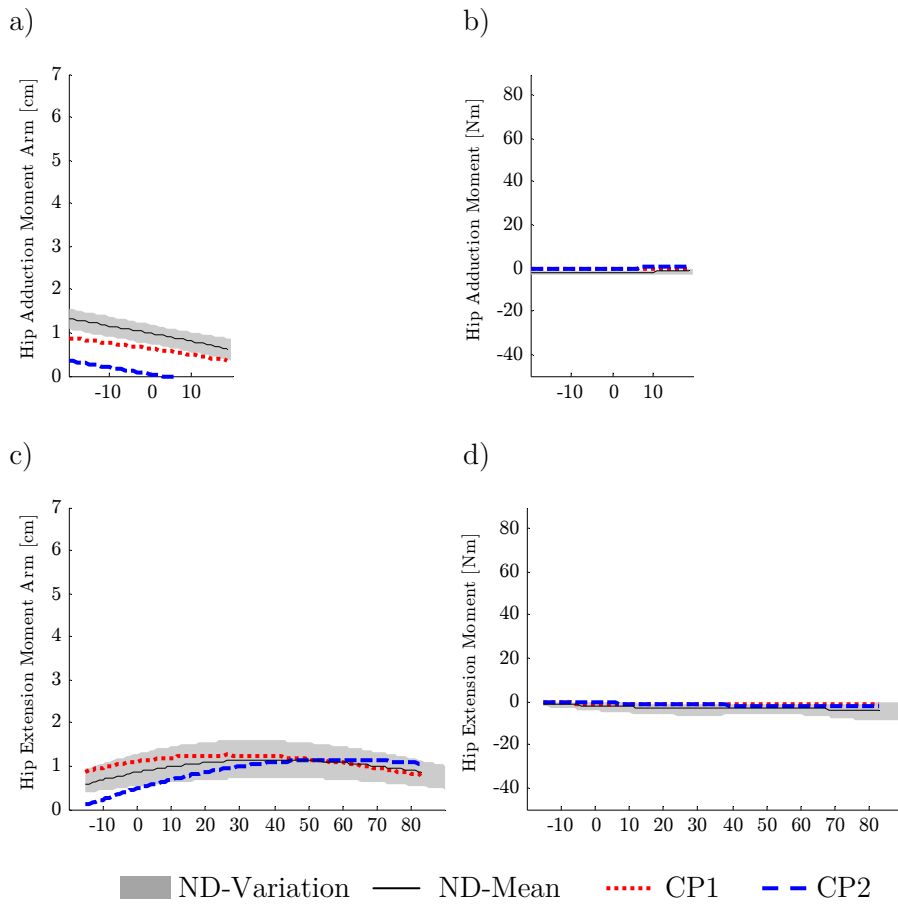 a)
b)
Hip Adduction Moment Arm [cm]
7
6
5
4
3
2
1
0
-10 0 10
Hip Adduction Moment [Nm]
80
60
40
20
0
-20
-40
-10 0 10
c)
d)
Hip Extension Moment Arm [cm]
7
6
5
4
3
2
1
0
-10 0 10 20 30 40 50 60 70 80
Hip Extension Moment [Nm]
80
60
40
20
0
-20
-40
-10 0 10 20 30 40 50 60 70 80
ND-Variation ND-Mean CP1 CP2